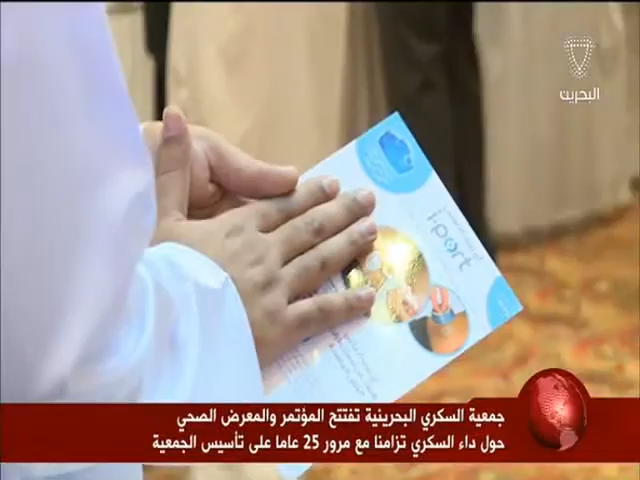 البحرين
i-port
جمعية السكري البحرينية تفتتح المؤتمر والمعرض الصحي
حول داء السكري تزامنا مع مرور 25 عاما على تأسيس الجمعية